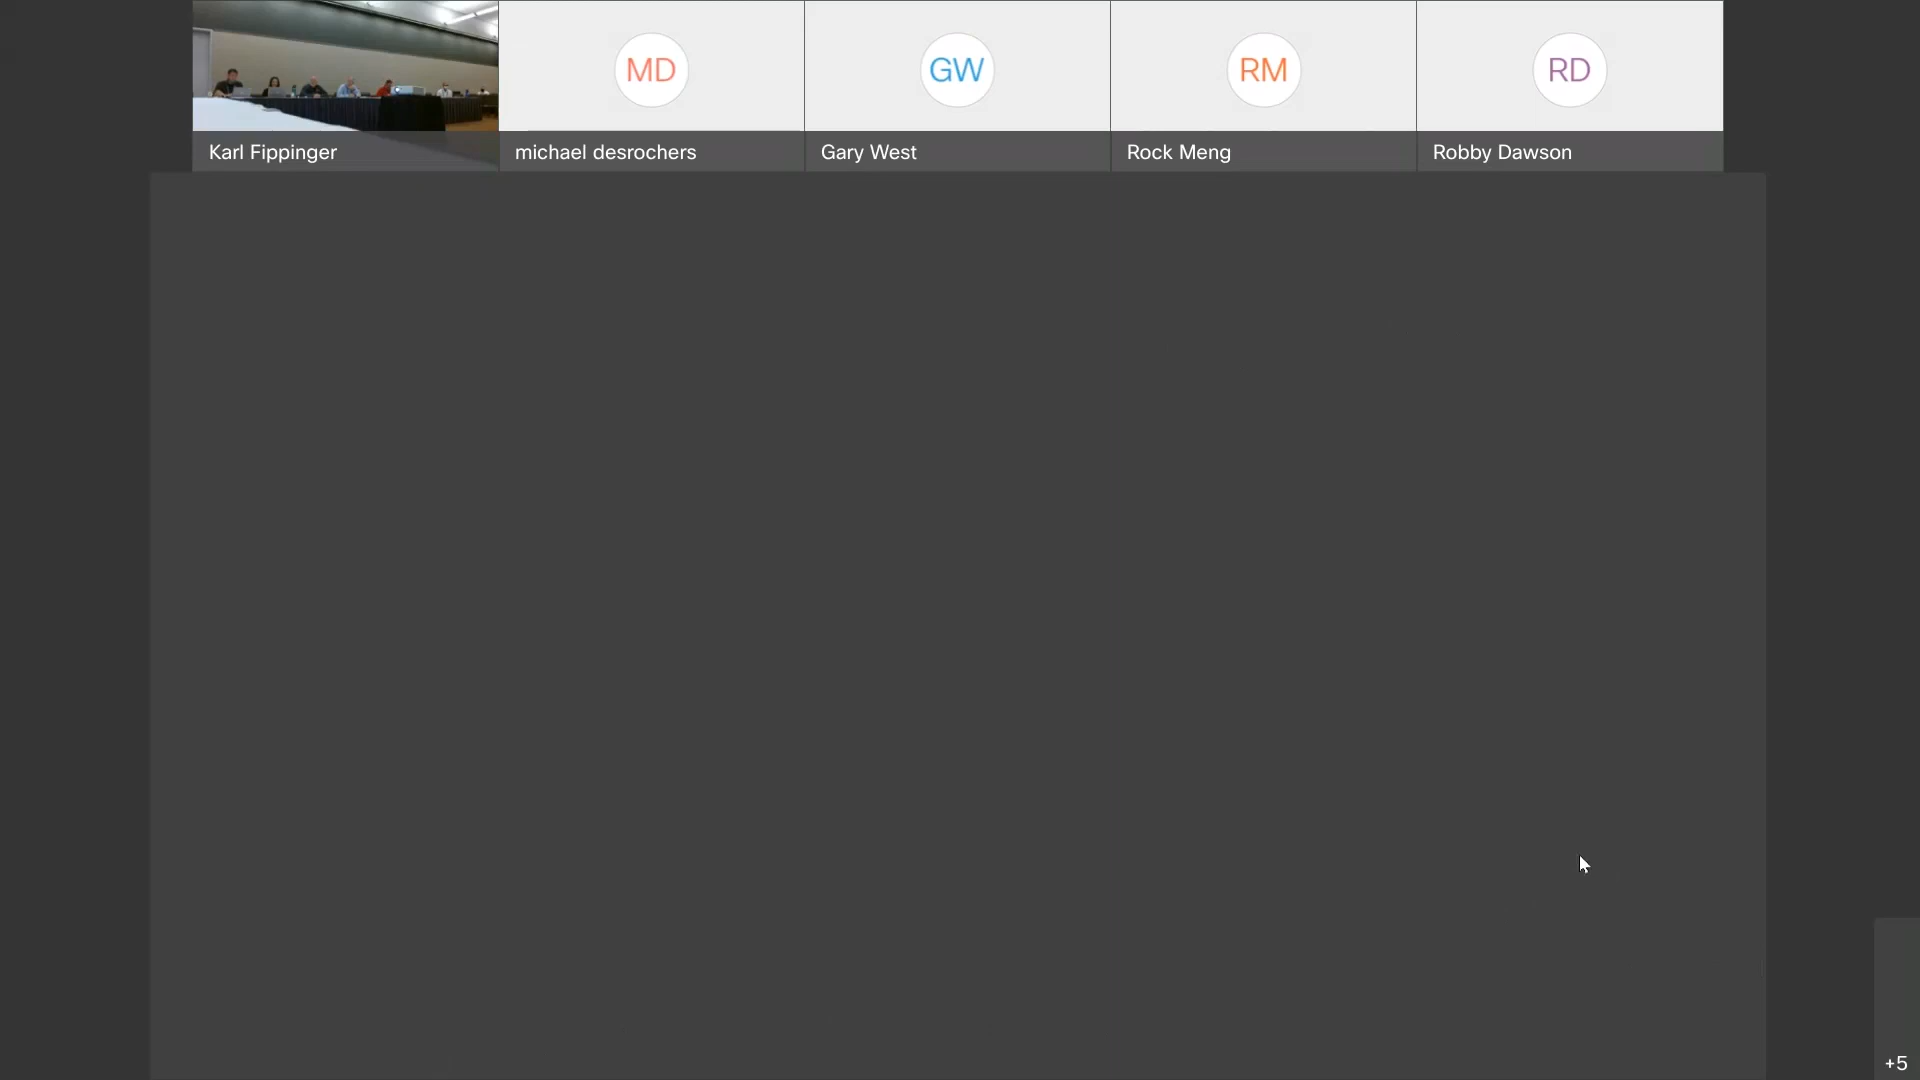 MD
GW
RM
RD
Karl Fippinger
michael desrochers
Gary West
Rock Meng
Robby Dawson
+5